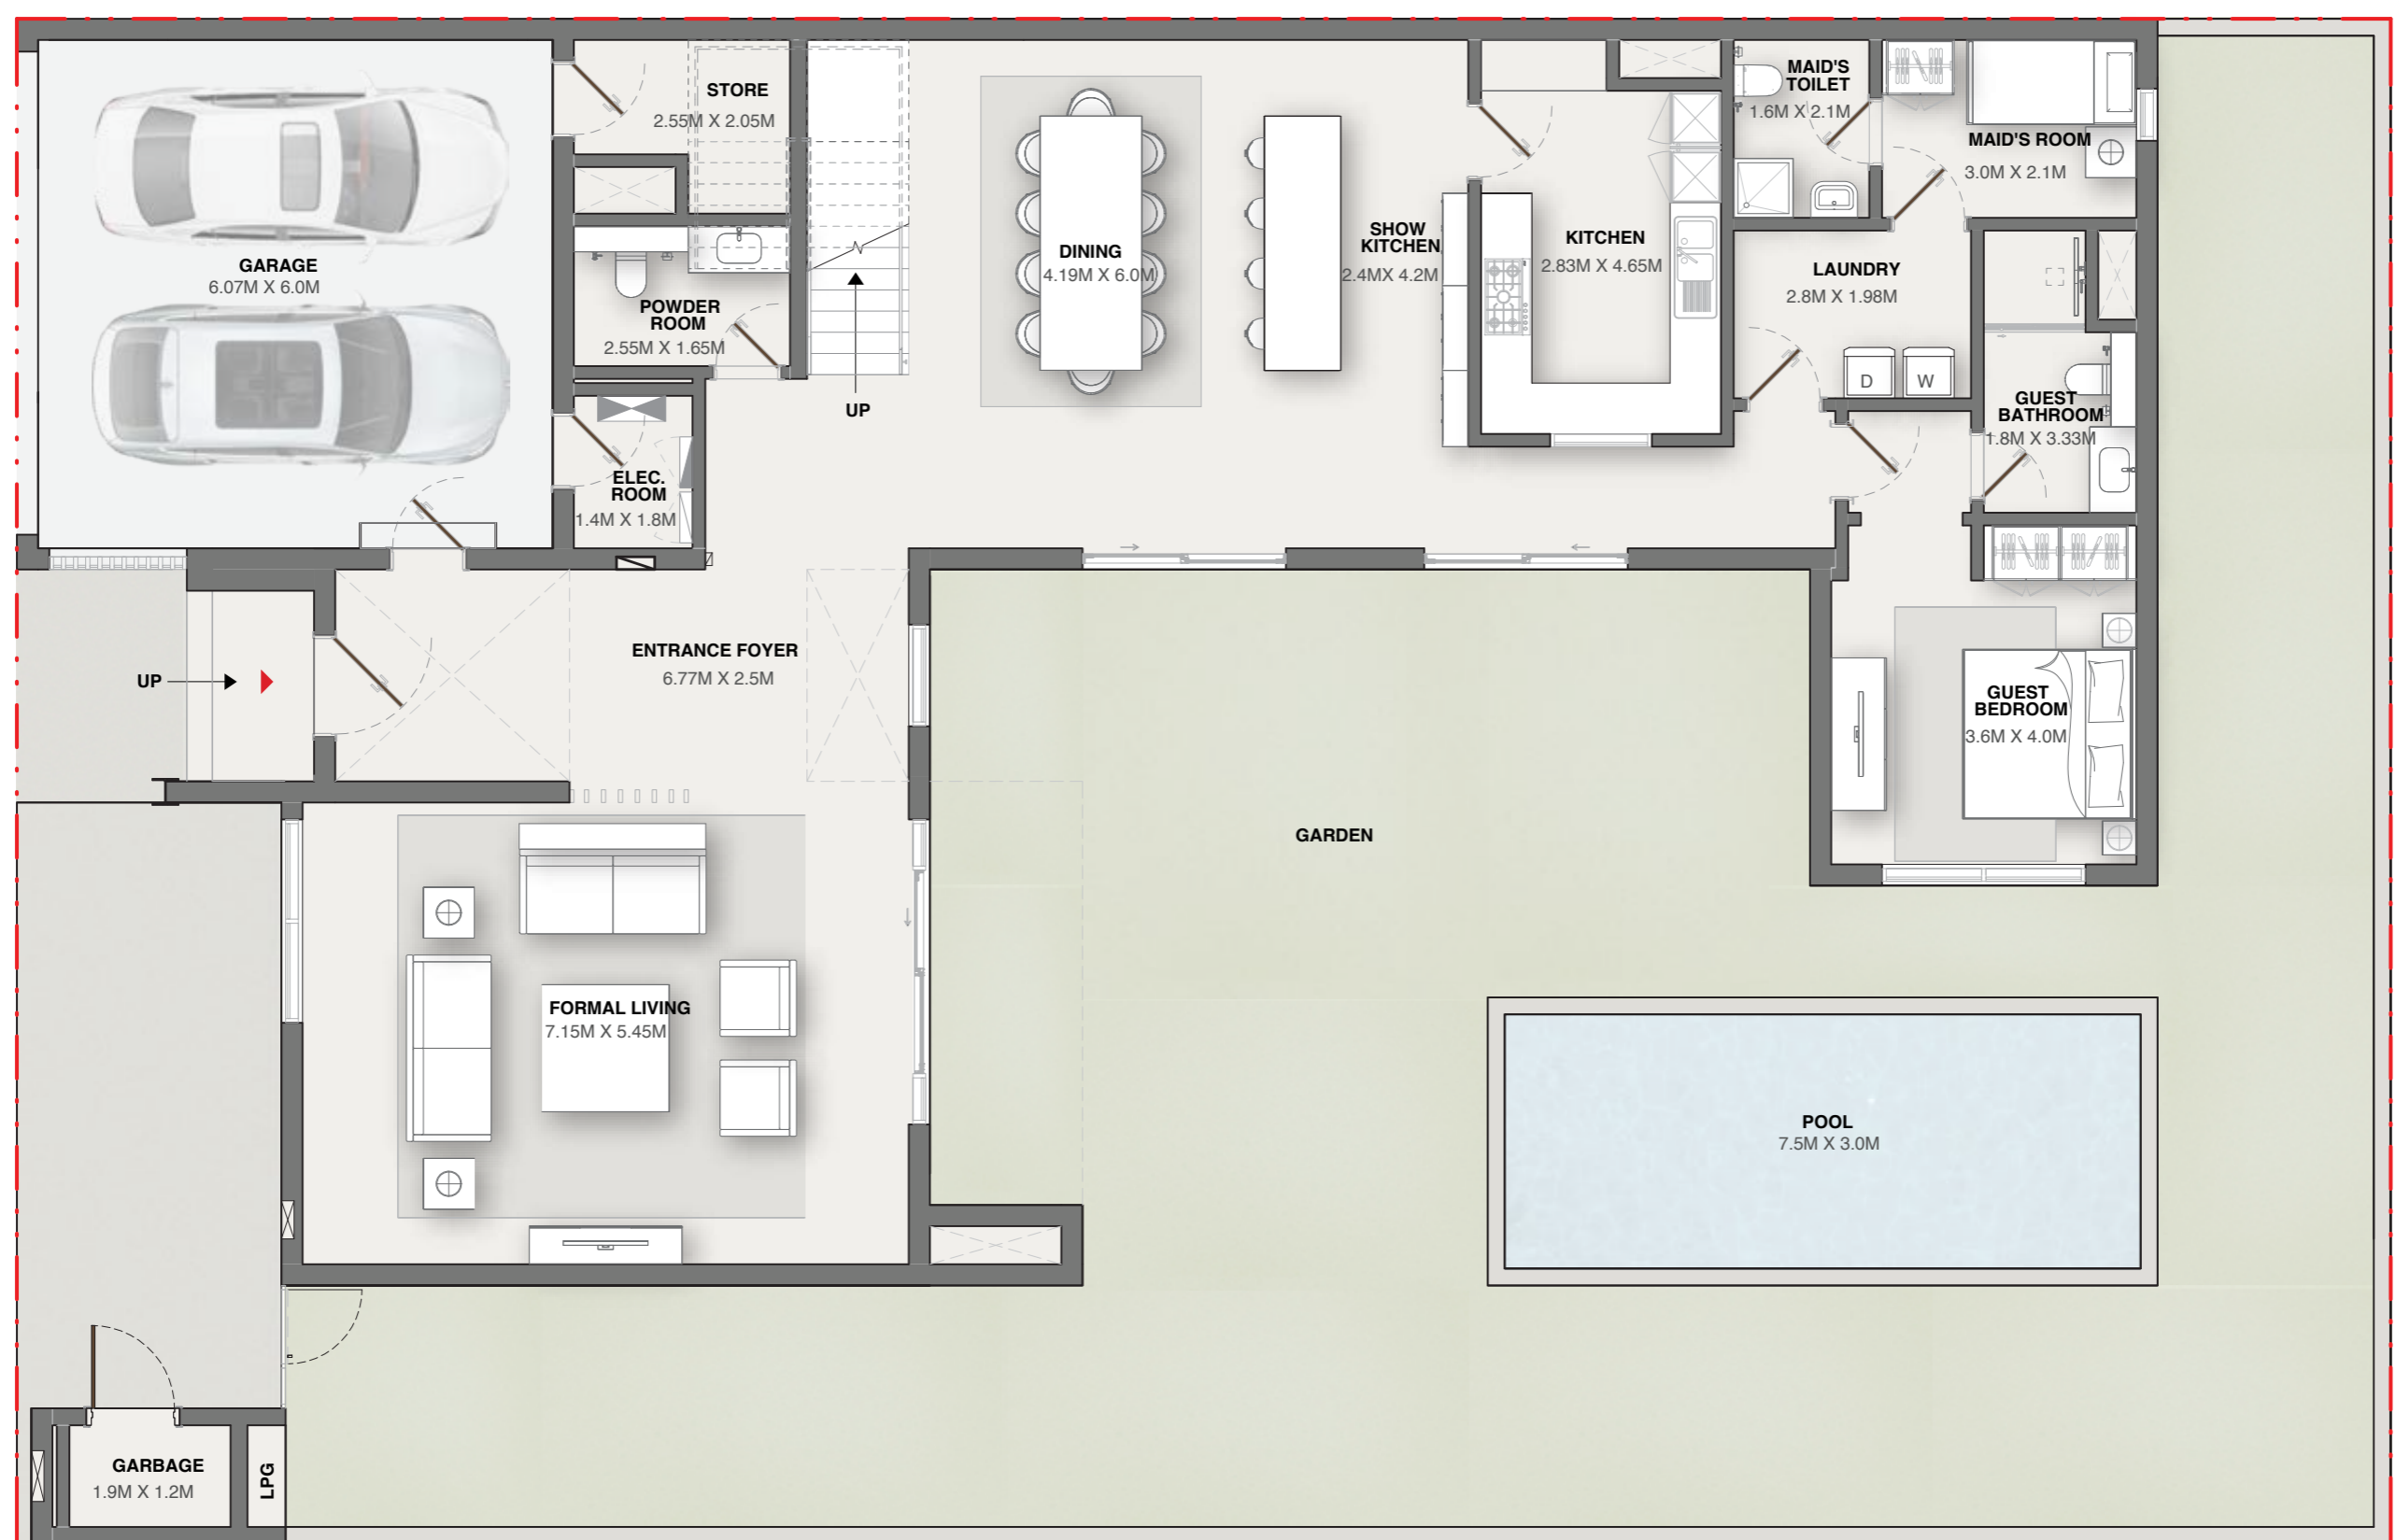 GARAGE
6.07M X 6.0M
STORE
2.55M X 2.05M
POWDER
ROOM
2.55M X 1.65M
ELEC.
ROOM
1.4M X 1.8M
UP
DINING
4.19M X 6.0M
SHOW
KITCHEN
2.4MX 4.2M
KITCHEN
2.83M X 4.65M
MAID'S
TOILET
1.6M X 2.1M
MAID'S ROOM
3.0M X 2.1M
LAUNDRY
2.8M X 1.98M
D
W
GUEST
BATHROOM
1.8M X 3.33M
UP
ENTRANCE FOYER
6.77M X 2.5M
GUEST
BEDROOM
3.6M X 4.0M
GARDEN
FORMAL LIVING
7.15M X 5.45M
POOL
7.5M X 3.0M
GARBAGE
1.9M X 1.2M
LPG